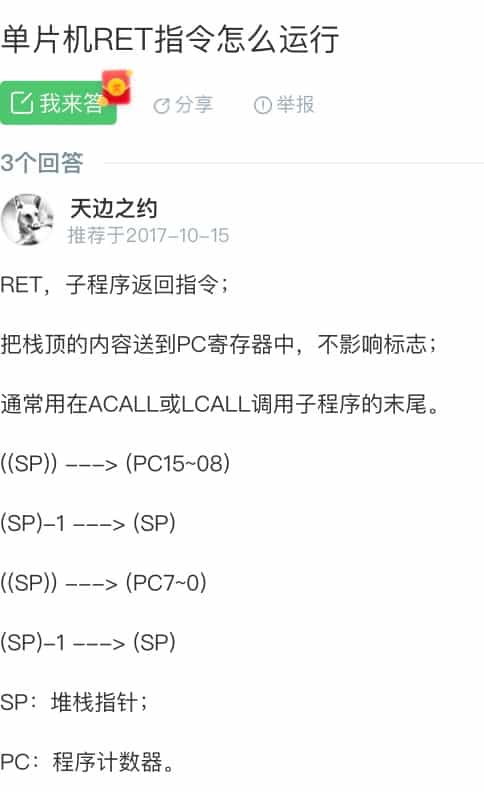 单片机RET指令怎么运行
我来答
分享
举报
3个回答
天边之约
推荐于2017-10-15
RET，子程序返回指令；
把栈顶的内容送到PC寄存器中，不影响标志；
通常用在ACALL或LCALL调用子程序的末尾。
((SP)) ---> (PC15~08)
(SP)-1 ---> (SP)
((SP)) ---> (PC7~0)
(SP)-1 ---> (SP)
SP：堆栈指针；
PC：程序计数器。